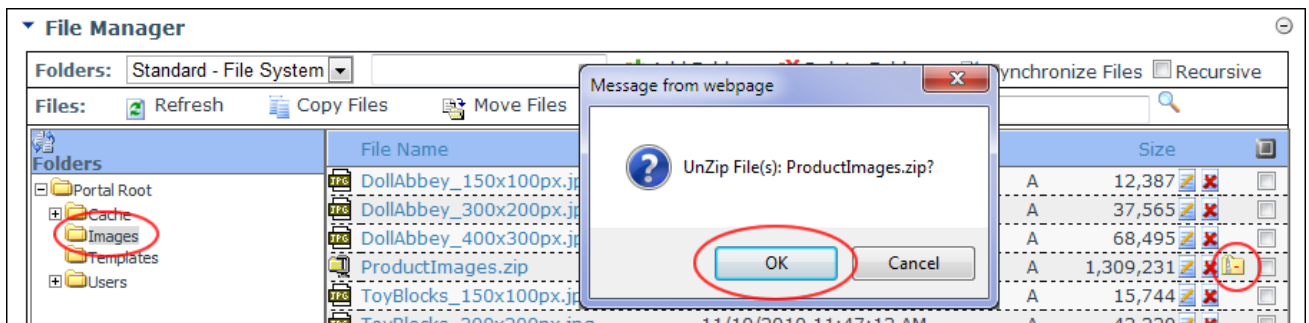 File Manager
Folders: Standard - File System ynchronize Files Recursive
Files: Refresh Copy Files Move Files
Message from webpage
UnZip File(s): ProductImages.zip?
OK Cancel
Folders File Name Size
Portal Root
Cache
Images
Templates
Users
DollAbbey_150x100px.jp A 12,387
DollAbbey_300x200px.jp A 37,565
DollAbbey_400x300px.jp A 68,495
ProductImages.zip A 1,309,231
ToyBlocks_150x100px.jp A 15,744